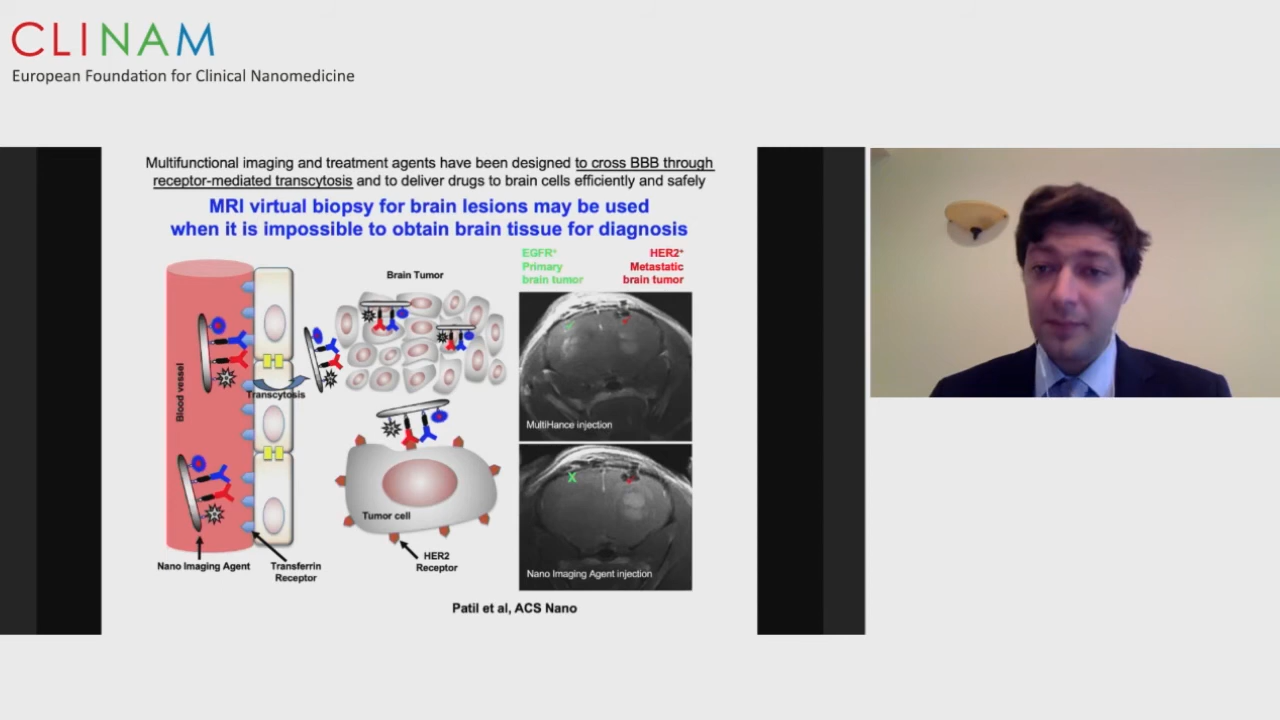 CLINAM
European Foundation for Clinical Nanomedicine
Multifunctional imaging and treatment agents have been designed to cross BBB through
receptor-mediated transcytosis and to deliver drugs to brain cells efficiently and safely
MRI virtual biopsy for brain lesions may be used
when it is impossible to obtain brain tissue for diagnosis
Brain Tumor
EGFR+
Primary
brain tumor
HER2+
Metastatic
brain tumor
Blood vessel
Transcytosis
MultiHance injection
X
Tumor cell
Nano Imaging Agent
Transferrin
Receptor
HER2
Receptor
Nano Imaging Agent injection
Patil et al, ACS Nano